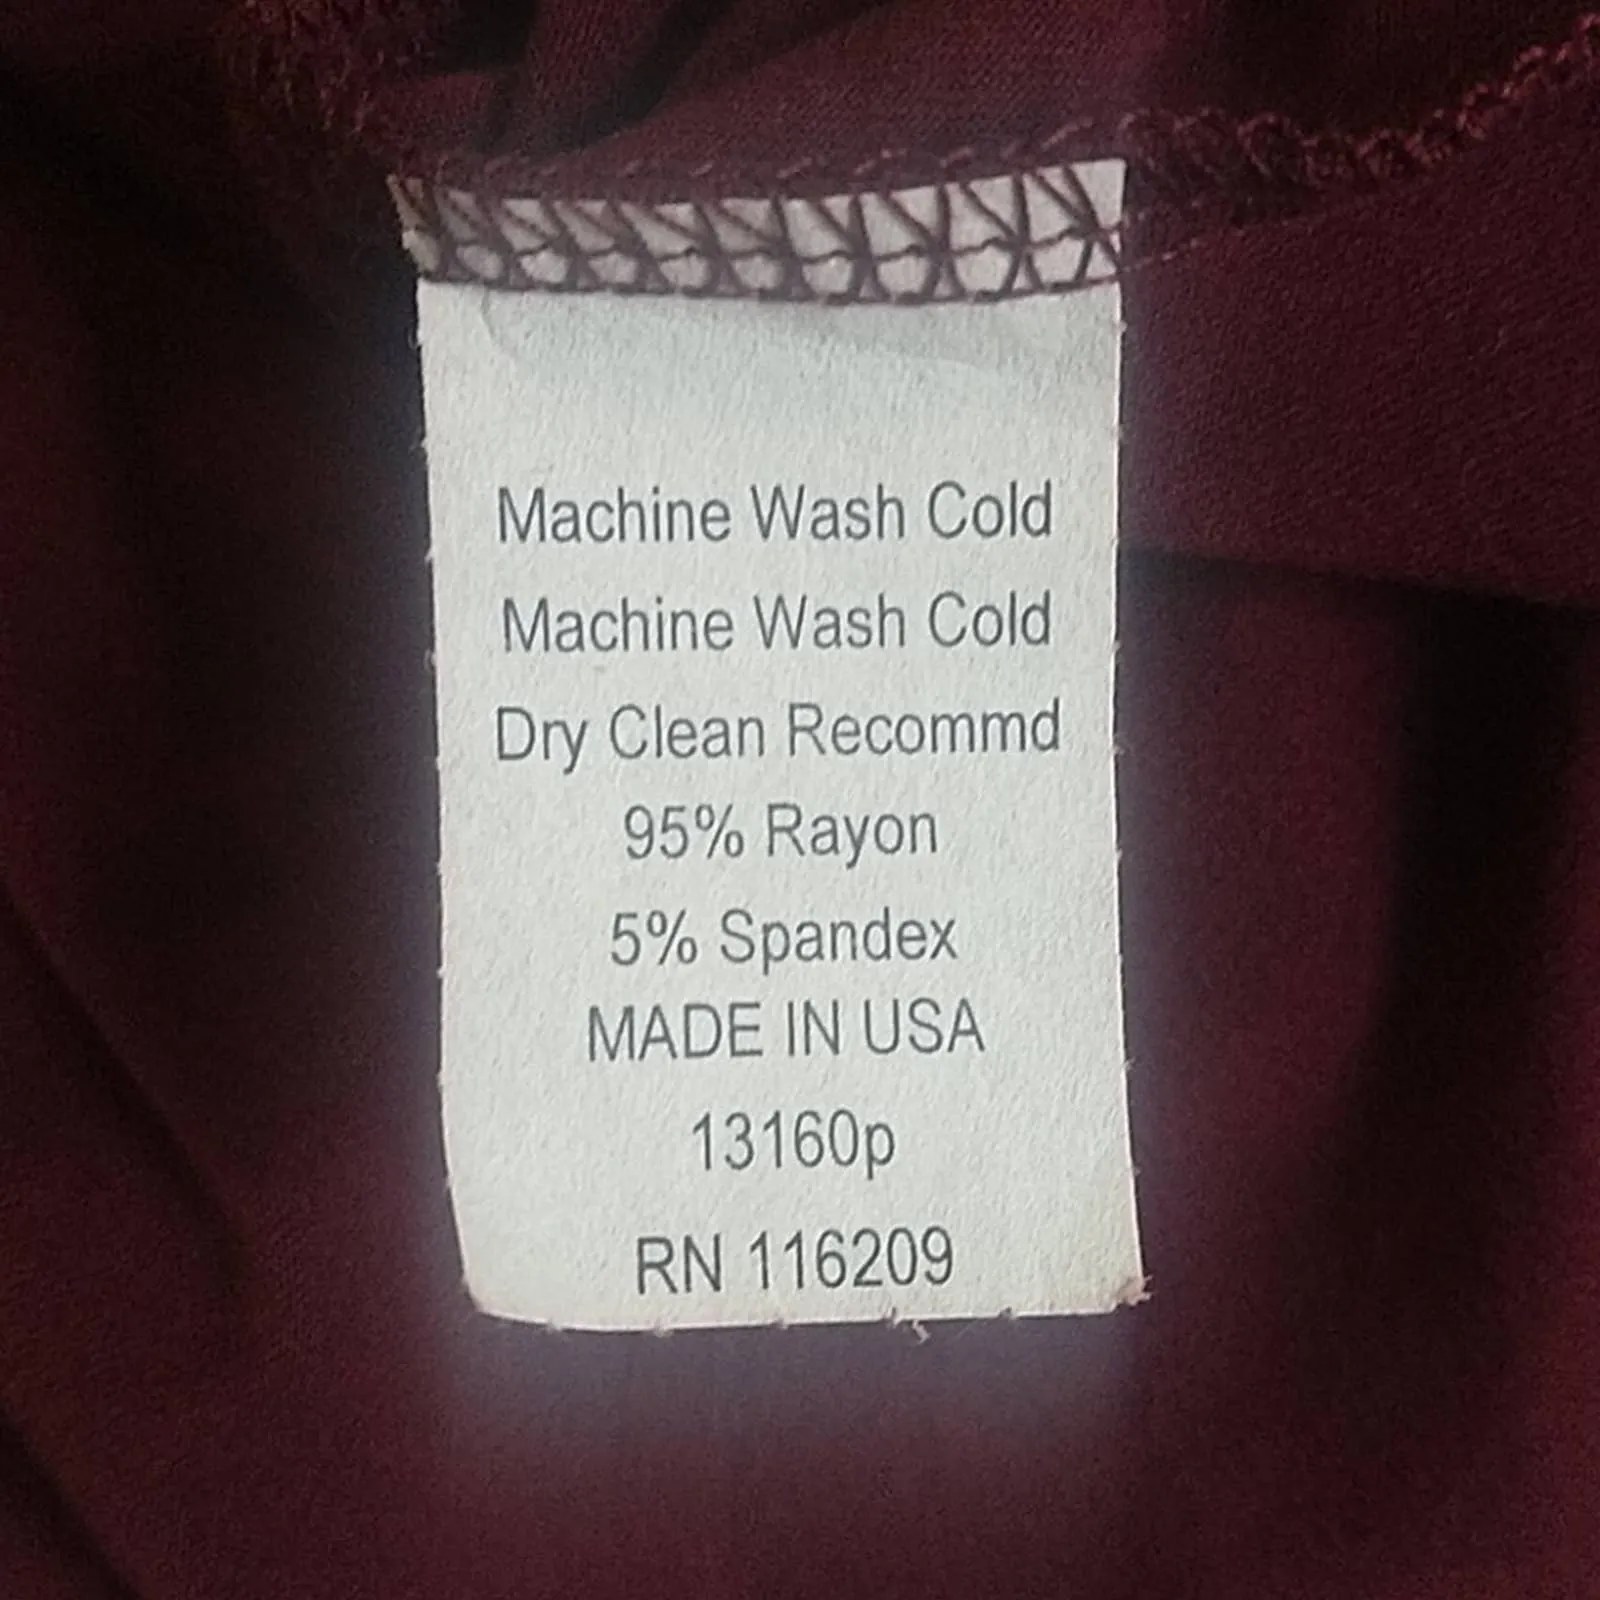 Machine Wash Cold
Machine Wash Cold
Dry Clean Recommd
95% Rayon
5% Spandex
MADE IN USA
13160p
RN 116209